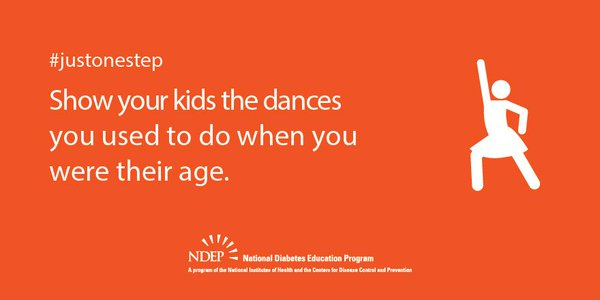 #justonestep
Show your kids the dances
you used to do when you
were their age.
NDEP National Diabetes Education Program
A program of the National Institutes of Health and the Centers for Disease Control and Prevention